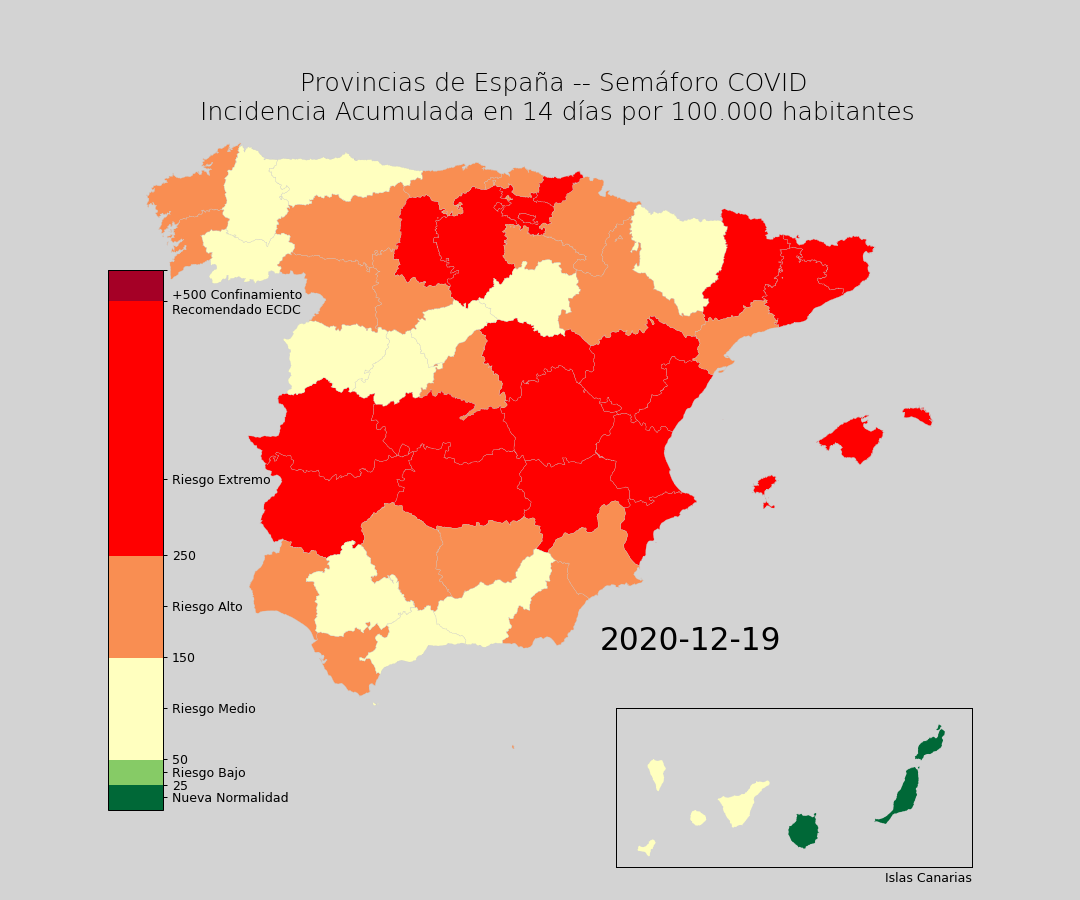 Provincias de España -- Semáforo COVID
Incidencia Acumulada en 14 días por 100.000 habitantes
+500 Confinamiento
Recomendado ECDC
Riesgo Extremo
250
Riesgo Alto
150
Riesgo Medio
50
Riesgo Bajo
25
Nueva Normalidad
2020-12-19
Islas Canarias